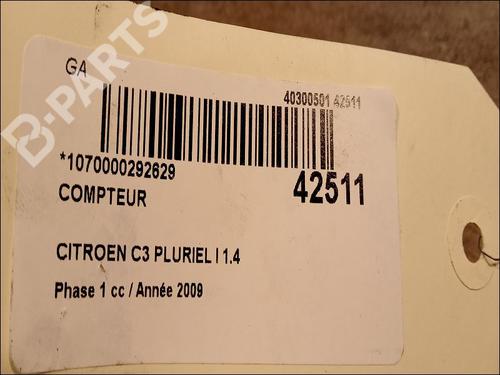 B-PARTS
GA
40300501 42511
*1070000292629
42511
COMPTEUR
CITROEN C3 PLURIEL I 1.4
Phase 1 cc / Année 2009